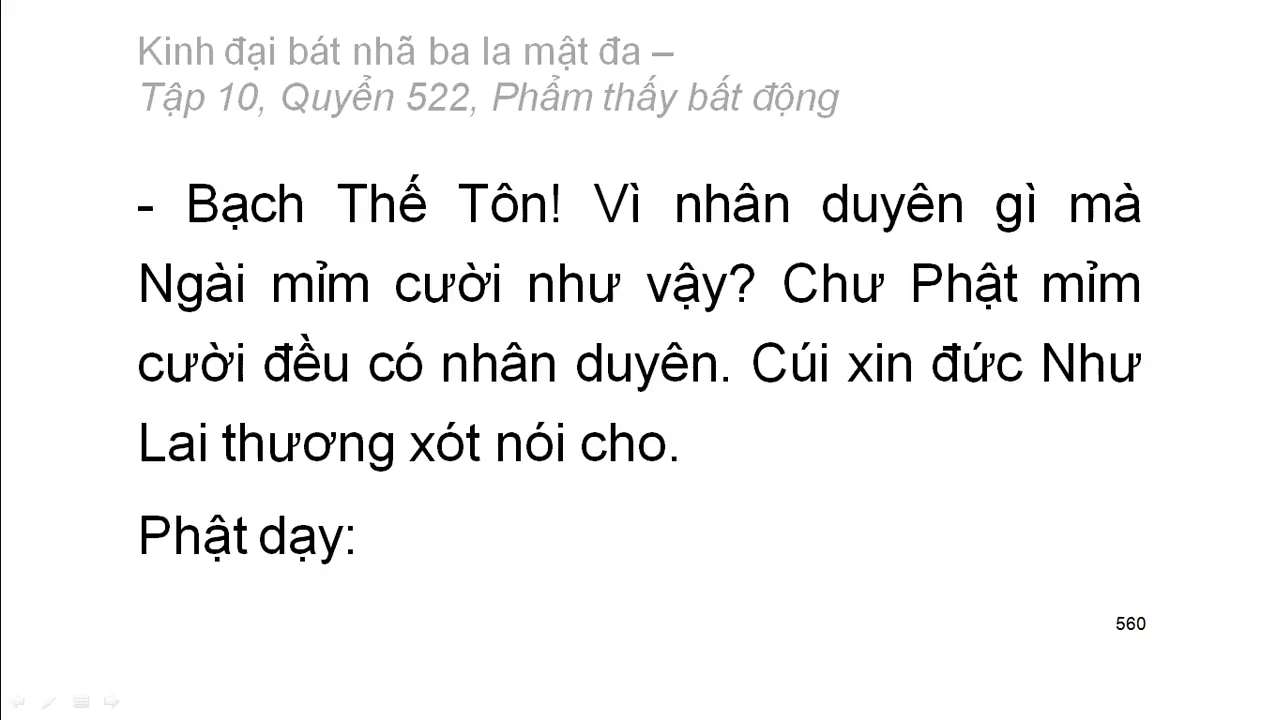 Kinh đại bát nhã ba la mật đa –
Tập 10, Quyển 522, Phẩm thấy bất động
- Bạch Thế Tôn! Vì nhân duyên gì mà
Ngài mỉm cười như vậy? Chư Phật mỉm
cười đều có nhân duyên. Cúi xin đức Như
Lai thương xót nói cho.
Phật dạy:
560